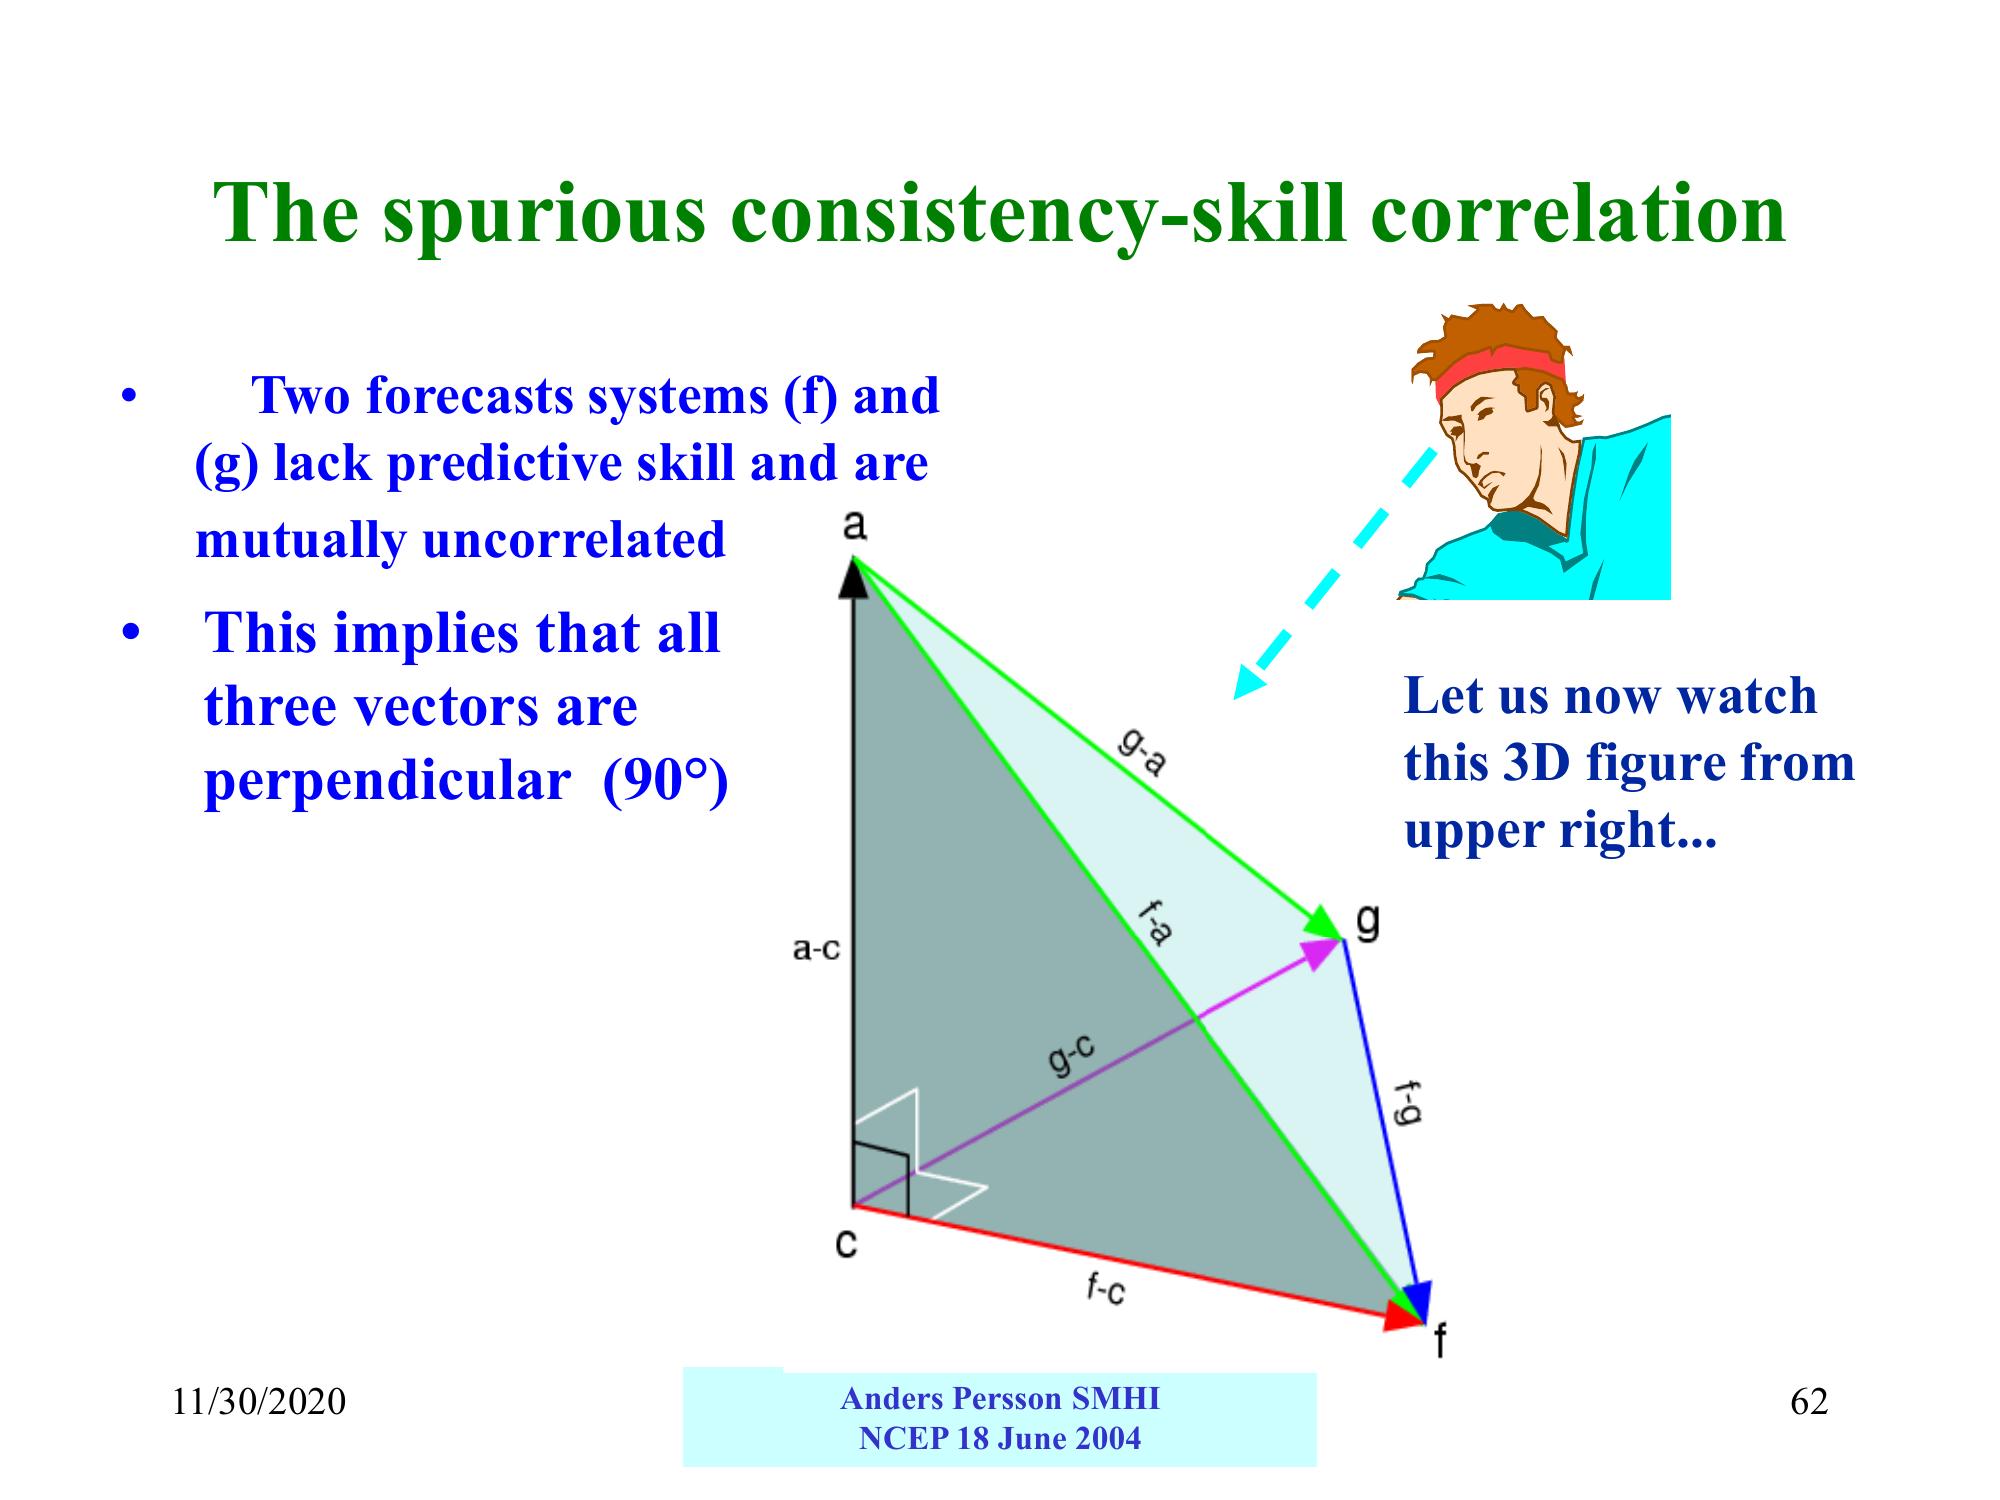 The spurious consistency-skill correlation
• Two forecasts systems (f) and
(g) lack predictive skill and are
mutually uncorrelated
• This implies that all
three vectors are
perpendicular (90°)
a
g-a
f-a
g
a-c
g-c
f-g
c
f-c
f
Let us now watch
this 3D figure from
upper right...
11/30/2020
Anders Persson SMHI
NCEP 18 June 2004
62